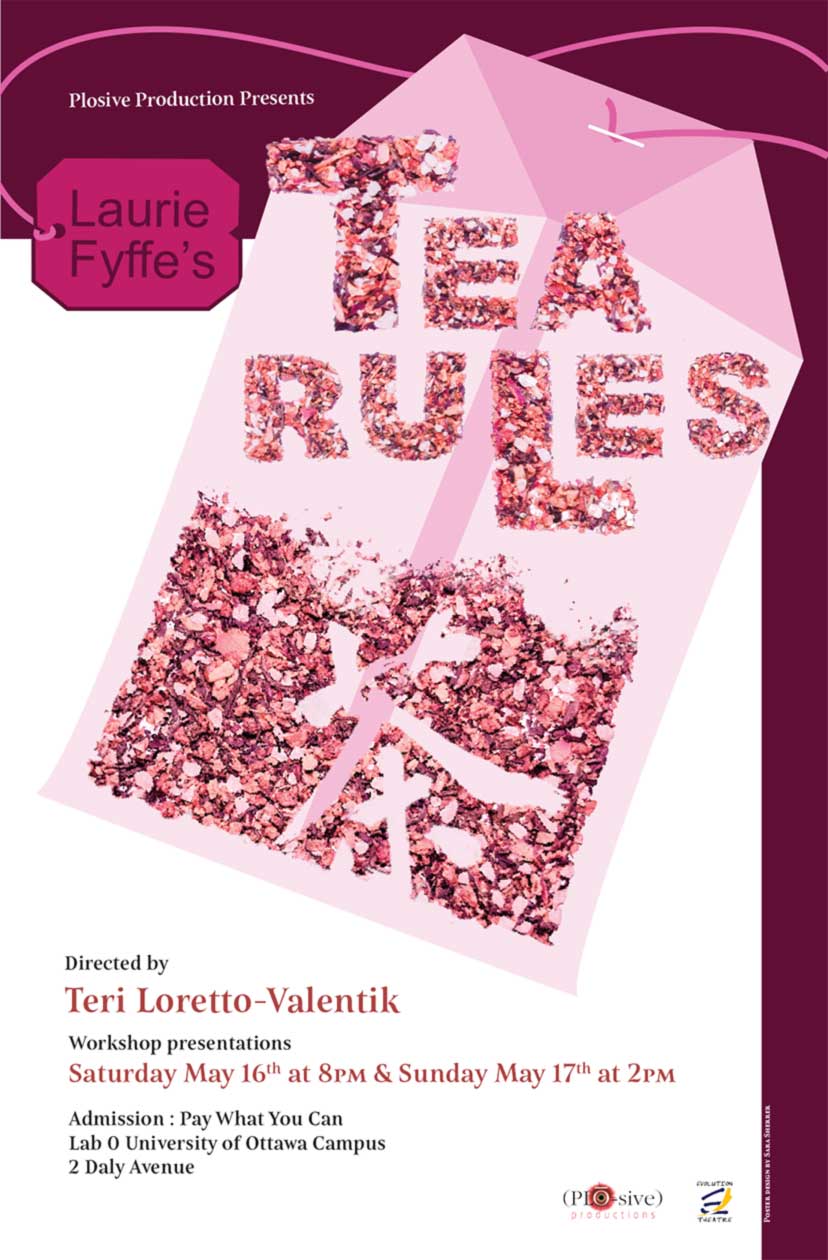 Plosive Production Presents
Laurie
Fyffe's
TEA
RULES
茶
Directed by
Teri Loretto-Valentik
Workshop presentations
Saturday May 16th at 8PM & Sunday May 17th at 2PM
Admission : Pay What You Can
Lab O University of Ottawa Campus
2 Daly Avenue
(PLO-sive)
productions
EVOLUTION
THEATRE
POSTER DESIGN BY SARA SHERRER